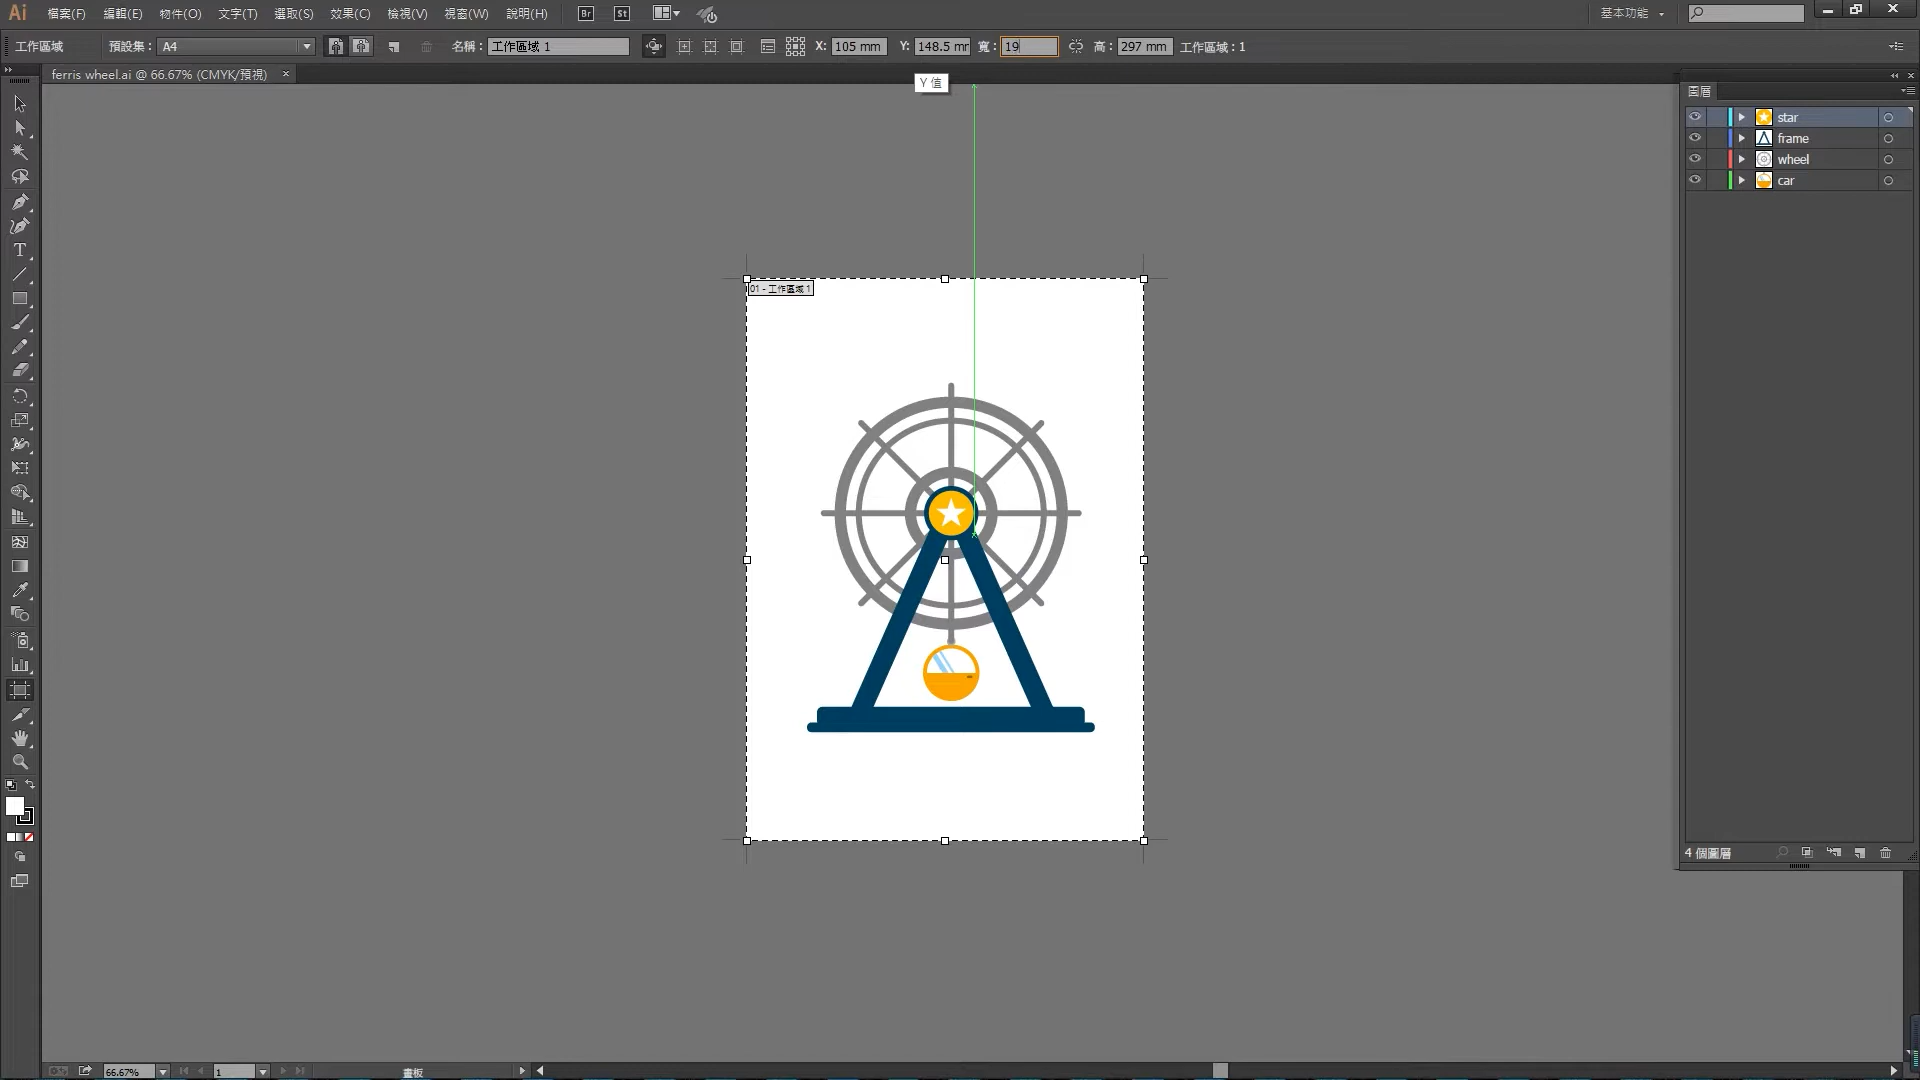 Ai 檔案(F) 編輯(E) 物件(O) 文字(T) 選取(S) 效果(C) 檢視(V) 視窗(W) 說明(H) Br St 基本功能
工作區域 預設集： A4 名稱： 工作區域 1 X: 105 mm Y: 148.5 mm 寬： 19 高： 297 mm 工作區域：1
ferris wheel.ai @ 66.67% (CMYK/預視) ×
Y 值
圖層
star
frame
wheel
car
01 - 工作區域 1
T
4 個圖層
66.67% 1 畫板